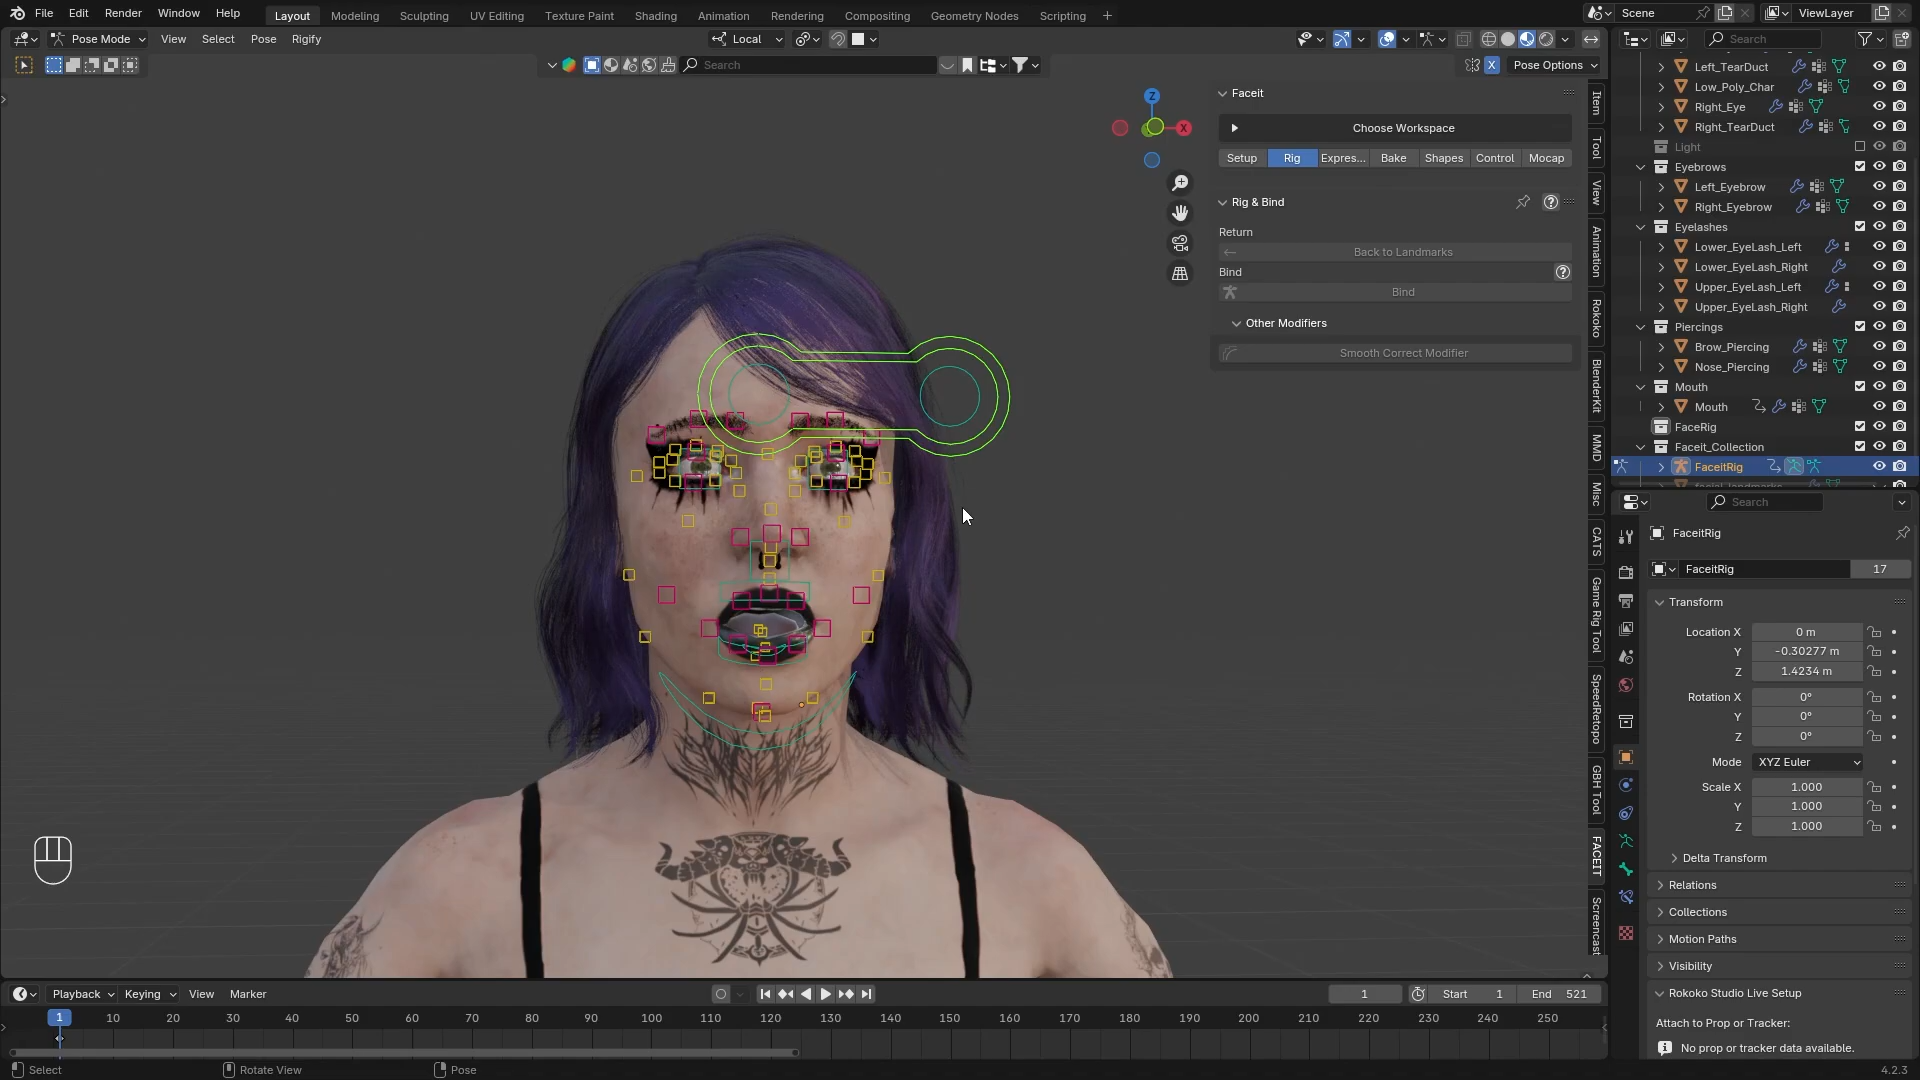 File Edit Render Window Help
Layout Modeling Sculpting UV Editing Texture Paint Shading Animation Rendering Compositing Geometry Nodes Scripting +
Scene
ViewLayer
Pose Mode View Select Pose Rigify
Local
Search
Search
X Pose Options
Z
X
Faceit
Choose Workspace
Setup Rig Expres... Bake Shapes Control Mocap
Rig & Bind
Return
Back to Landmarks
Bind
Bind
Other Modifiers
Smooth Correct Modifier
Item
Tool
View
Animation
Rokoko
BlenderKit
MMD
Misc
CATS
Game Rig Tool
SpeedRetopo
GBH Tool
FACEIT
Screencast
Left_TearDuct
Low_Poly_Char
Right_Eye
Right_TearDuct
Light
Eyebrows
Left_Eyebrow
Right_Eyebrow
Eyelashes
Lower_EyeLash_Left
Lower_EyeLash_Right
Upper_EyeLash_Left
Upper_EyeLash_Right
Piercings
Brow_Piercing
Nose_Piercing
Mouth
Mouth
FaceRig
Faceit_Collection
FaceitRig
facial_landmarks
Search
FaceitRig
FaceitRig 17
Transform
Location X 0 m
Y -0.30277 m
Z 1.4234 m
Rotation X 0°
Y 0°
Z 0°
Mode XYZ Euler
Scale X 1.000
Y 1.000
Z 1.000
Delta Transform
Relations
Collections
Motion Paths
Visibility
Rokoko Studio Live Setup
Attach to Prop or Tracker:
No prop or tracker data available.
Playback Keying View Marker
1 Start 1 End 521
1 10 20 30 40 50 60 70 80 90 100 110 120 130 140 150 160 170 180 190 200 210 220 230 240 250
Select Rotate View Pose
4.2.3